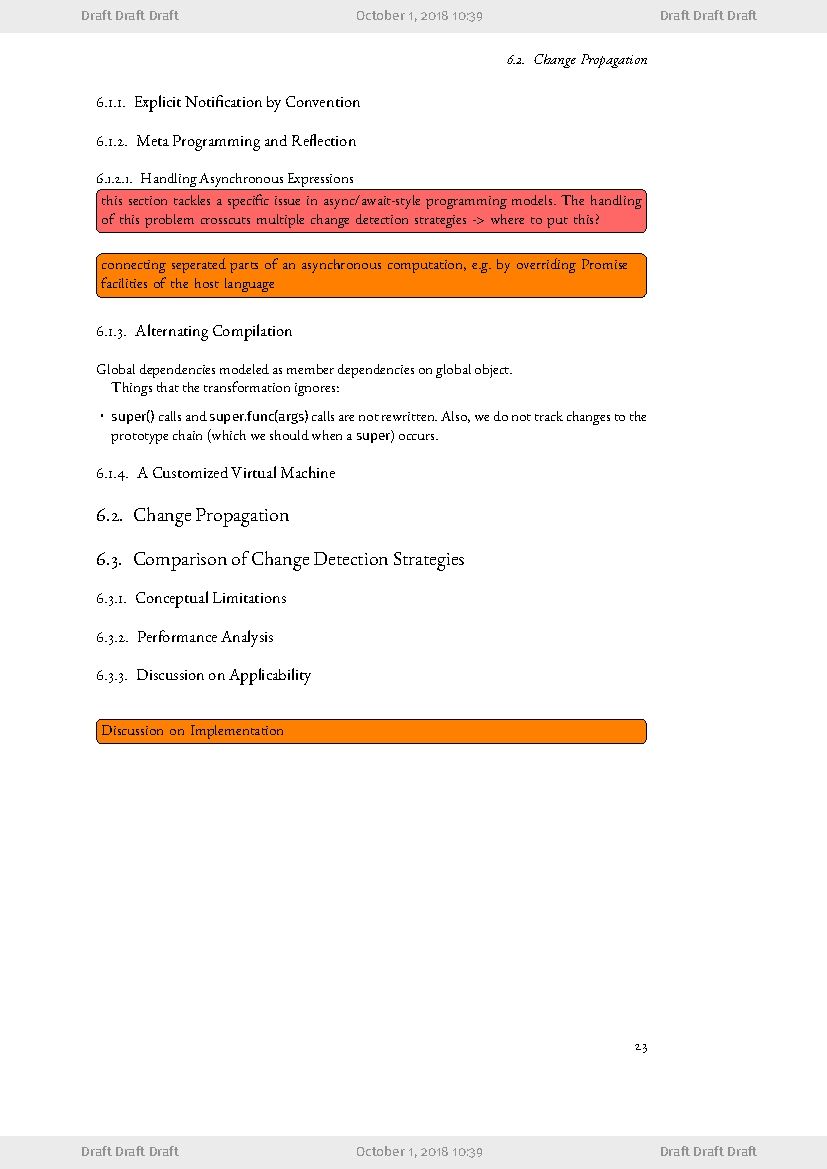 Draft Draft Draft October 1, 2018 10:39 Draft Draft Draft
6.2. Change Propagation
6.1.1. Explicit Notification by Convention
6.1.2. Meta Programming and Reflection
6.1.2.1. Handling Asynchronous Expressions
this section tackles a specific issue in async/await-style programming models. The handling
of this problem crosscuts multiple change detection strategies -> where to put this?
connecting seperated parts of an asynchronous computation, e.g. by overriding Promise
facilities of the host language
6.1.3. Alternating Compilation
Global dependencies modeled as member dependencies on global object.
Things that the transformation ignores:
• super() calls and super.func(args) calls are not rewritten. Also, we do not track changes to the
prototype chain (which we should when a super) occurs.
6.1.4. A Customized Virtual Machine
6.2. Change Propagation
6.3. Comparison of Change Detection Strategies
6.3.1. Conceptual Limitations
6.3.2. Performance Analysis
6.3.3. Discussion on Applicability
Discussion on Implementation
23
Draft Draft Draft October 1, 2018 10:39 Draft Draft Draft